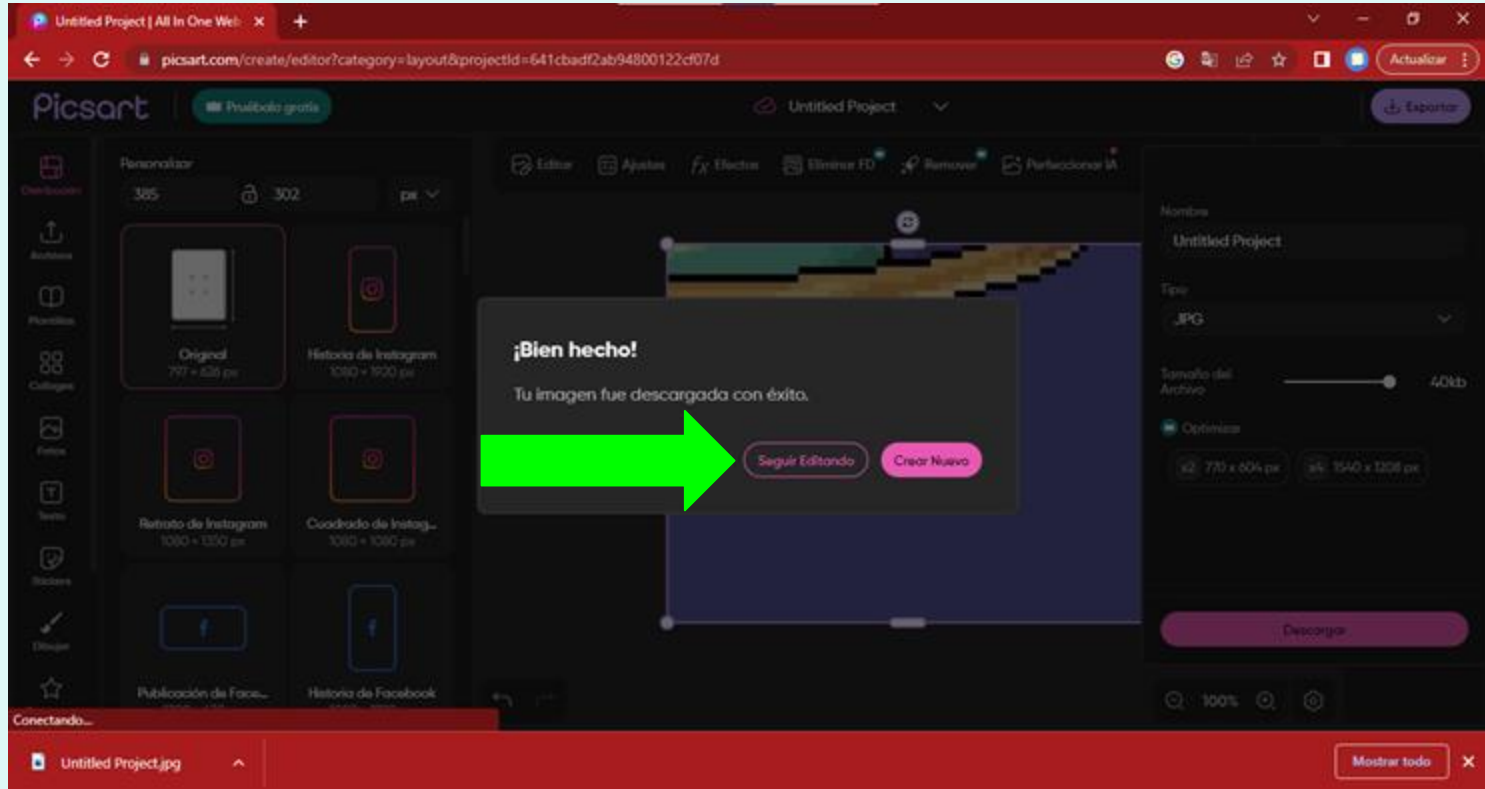 Untitled Project | All In One Web
picsart.com/create/editor?category=layout&projectId=641cbadf2ab94800122cf07d
Actualizar
Picsart
Pruébalo gratis
Untitled Project
Exportar
Distribución
Personalizar
385
302
px
Editar
Ajustes
fx Efectos
Eliminar FD
Remover
Perfeccionar IA
Archivos
Plantillas
Collages
Fotos
Texto
Stickers
Dibujar
Original
797 × 626 px
Historia de Instagram
1080 × 1920 px
Retrato de Instagram
1080 × 1350 px
Cuadrado de Instag...
1080 × 1080 px
Publicación de Face...
Historia de Facebook
¡Bien hecho!
Tu imagen fue descargada con éxito.
Seguir Editando
Crear Nuevo
Nombre
Untitled Project
Tipo
JPG
Tamaño del
Archivo
40kb
Optimizar
x2 770 x 604 px
x4 1540 x 1208 px
Descargar
100%
Conectando...
Untitled Project.jpg
Mostrar todo